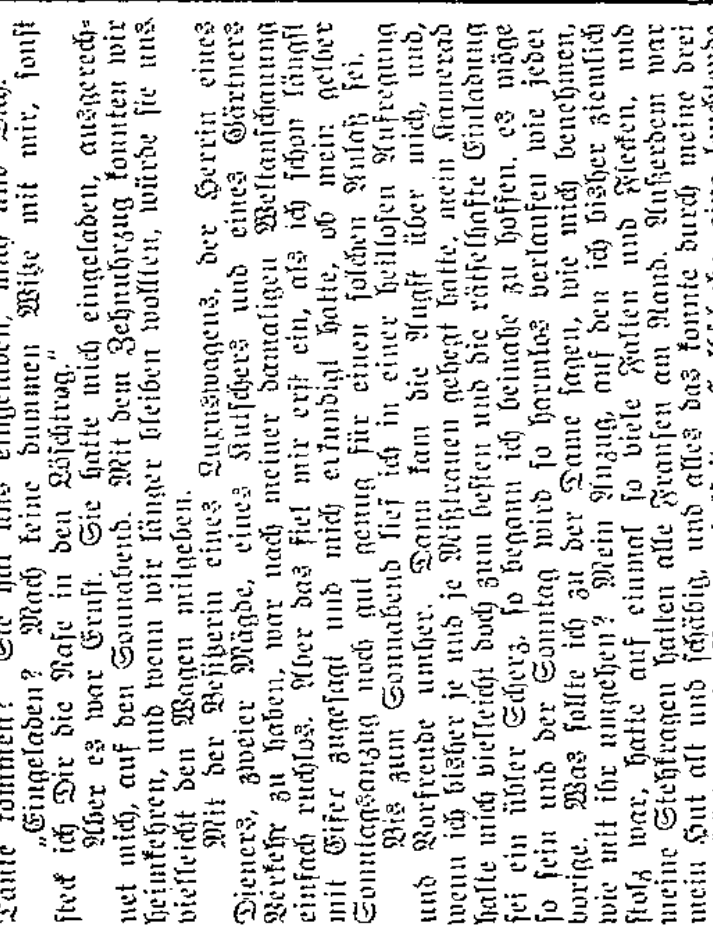 Tante kommen? Sie hat uns eingeladen, mich und Dich.“
„Eingeladen? Mach keine dummen Witze mit mir, sonst
steck ich Dir die Nase in den Löschtrog.“
Aber es war Ernst. Sie hatte mich eingeladen, ausgerech-
net mich, auf den Sonnabend. Mit dem Zehnuhrzug konnten wir
heimkehren, und wenn wir länger bleiben wollten, würde sie uns
vielleicht den Wagen mitgeben.
Mit der Besitzerin eines Luxuswagens, der Herrin eines
Dieners, zweier Mägde, eines Kutschers und eines Gärtners
Verkehr zu haben, war nach meiner damaligen Weltanschauung
einfach ruchlos. Aber das fiel mir erst ein, als ich schon längst
mit Eifer zugesagt und mich erkundigt hatte, ob mein gelber
Sonntagsanzug noch gut genug für einen solchen Anlaß sei.
Bis zum Sonnabend lief ich in einer heillosen Aufregung
und Vorfreude umher. Dann kam die Angst über mich, und,
wenn ich bisher je und je Mißtrauen gehegt hatte, mein Kamerad
halte mich vielleicht doch zum besten und die rätselhafte Einladung
sei ein übler Scherz, so begann ich beinahe zu hoffen, es möge
so sein und der Sonntag wird so harmlos verlaufen wie jeder
vorige. Was sollte ich zu der Dame sagen, wie mich benehmen,
wie mit ihr umgehen? Mein Anzug, auf den ich bisher ziemlich
stolz war, hatte auf einmal so viele Falten und Flecken, und
meine Stehkragen hatten alle Fransen am Rand. Außerdem war
mein Hut alt und schäbig, und alles das konnte durch meine drei